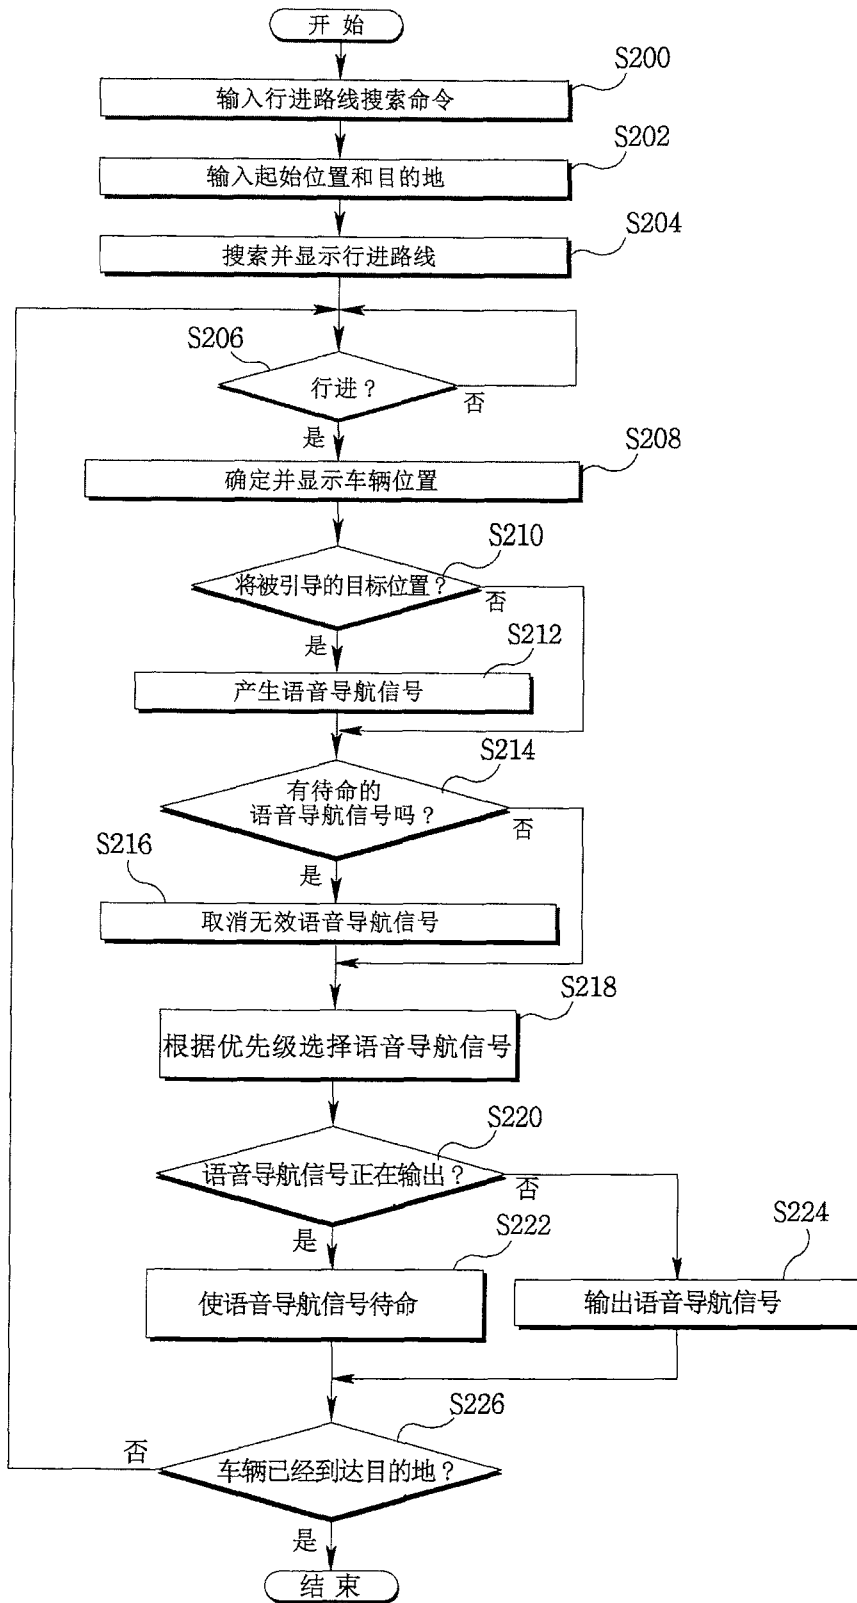 开 始
S200
输入行进路线搜索命令
S202
输入起始位置和目的地
S204
搜索并显示行进路线
S206
行进？
否
是
S208
确定并显示车辆位置
S210
将被引导的目标位置？
否
是
S212
产生语音导航信号
S214
有待命的
语音导航信号吗？
否
S216
是
取消无效语音导航信号
S218
根据优先级选择语音导航信号
S220
语音导航信号正在输出？
否
是
S222
S224
使语音导航信号待命
输出语音导航信号
S226
否
车辆已经到达目的地？
是
结 束